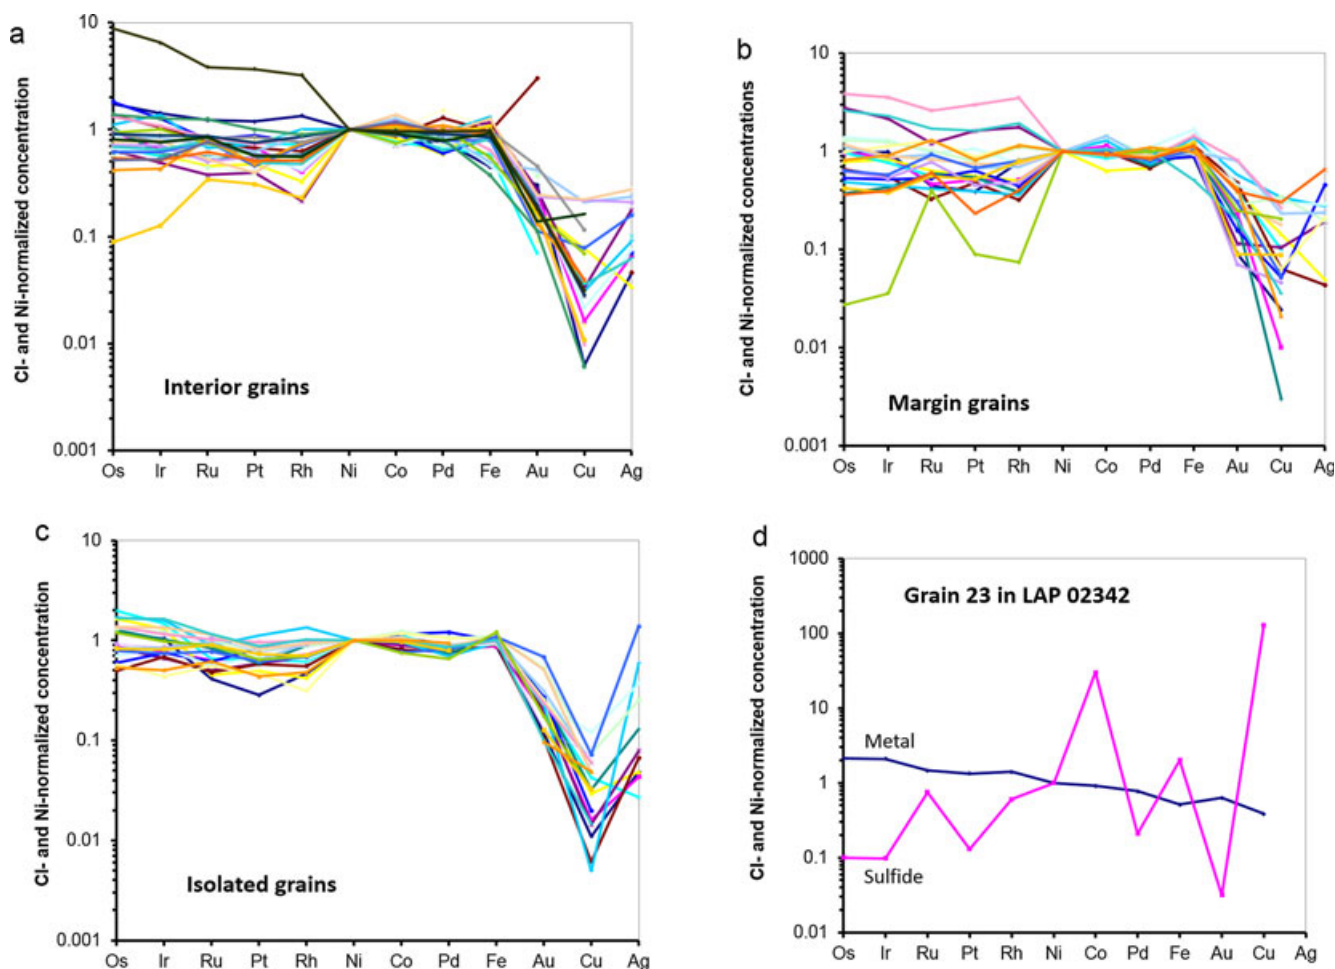 a
CI- and Ni-normalized concentration
10
1
0.1
0.01
0.001
Interior grains
Os Ir Ru Pt Rh Ni Co Pd Fe Au Cu Ag
b
CI- and Ni-normalized concentrations
10
1
0.1
0.01
0.001
Margin grains
Os Ir Ru Pt Rh Ni Co Pd Fe Au Cu Ag
c
CI- and Ni-normalized concentration
10
1
0.1
0.01
0.001
Isolated grains
Os Ir Ru Pt Rh Ni Co Pd Fe Au Cu Ag
d
CI- and Ni-normalized concentration
1000
100
10
1
0.1
0.01
Grain 23 in LAP 02342
Metal
Sulfide
Os Ir Ru Pt Rh Ni Co Pd Fe Au Cu Ag